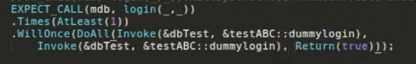 EXPECT_CALL(mdb, login(_,_))
.Times(AtLeast(1))
.WillOnce(DoAll(Invoke(&dbTest, &testABC::dummylogin),
Invoke(&dbTest, &testABC::dummylogin), Return(true)));